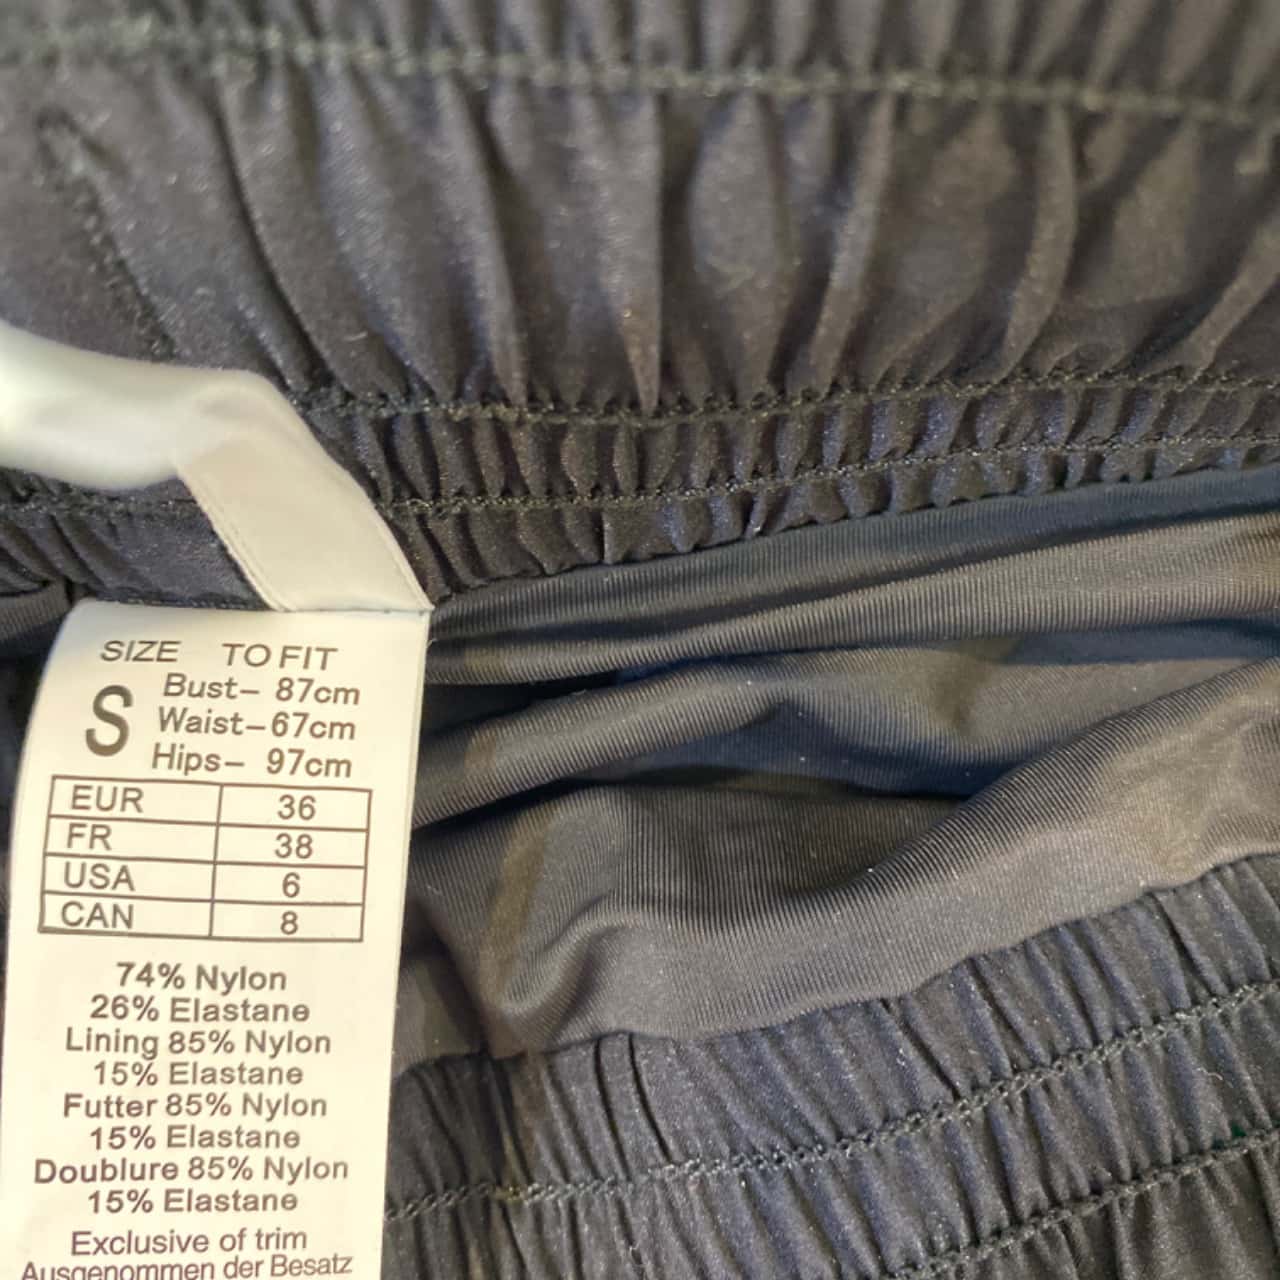 SIZE TO FIT
S Bust– 87cm
Waist–67cm
Hips– 97cm
EUR 36
FR 38
USA 6
CAN 8
74% Nylon
26% Elastane
Lining 85% Nylon
15% Elastane
Futter 85% Nylon
15% Elastane
Doublure 85% Nylon
15% Elastane
Exclusive of trim
Ausgenommen der Besatz